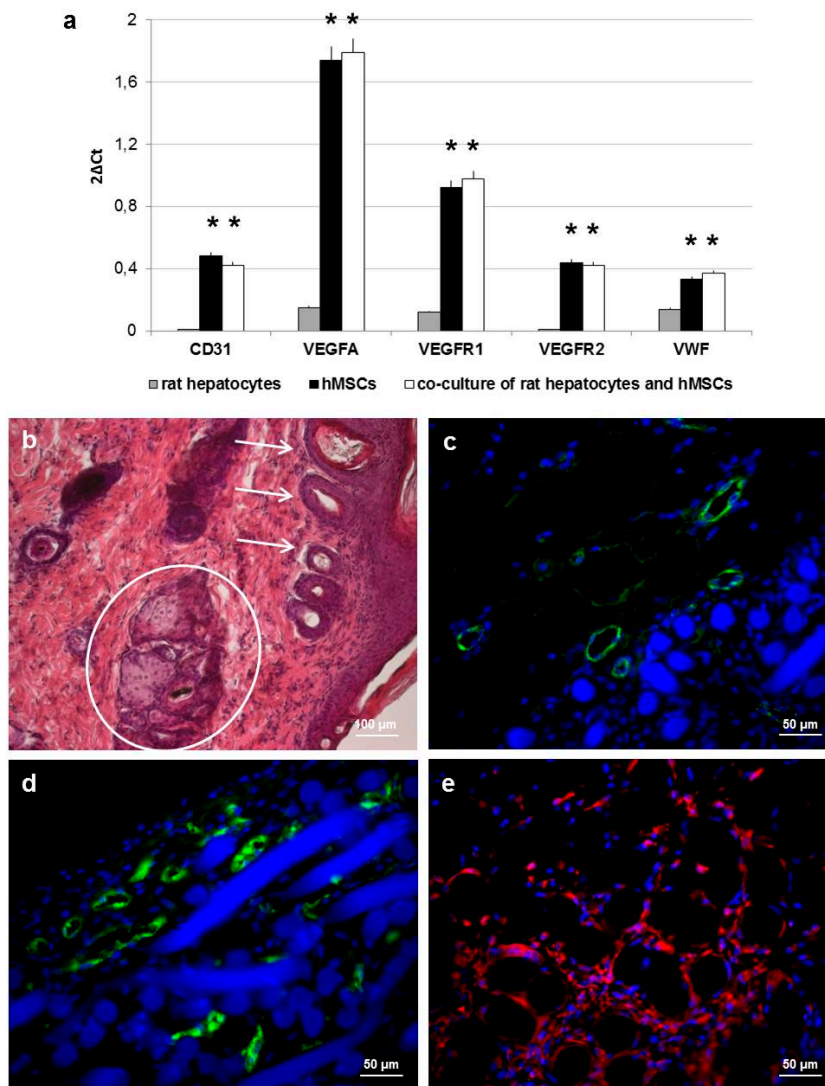 a
2
1,6
1,2
0,8
0,4
0
2ΔCt
* *
* *
* *
* *
* *
CD31 VEGFA VEGFR1 VEGFR2 VWF
rat hepatocytes hMSCs co-culture of rat hepatocytes and hMSCs
b
100 µm
c
50 µm
d
50 µm
e
50 µm